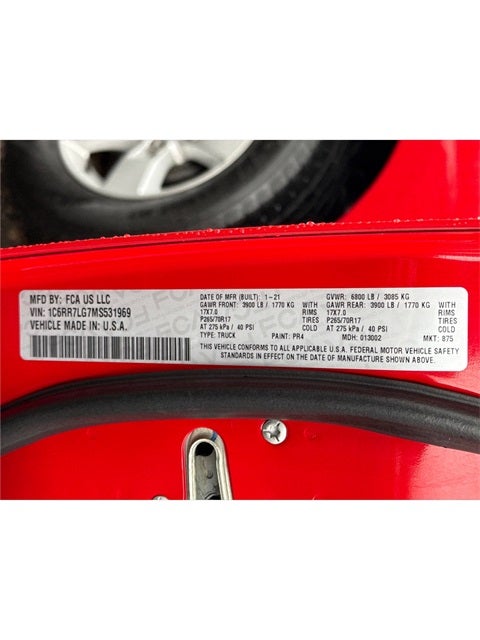 MFD BY: FCA US LLC
VIN: 1C6RR7LG7MS531969
VEHICLE MADE IN U.S.A.
DATE OF MFR (BUILT): 1-21 GVWR: 6800 LB / 3085 KG
GAWR FRONT: 3900 LB / 1770 KG WITH GAWR REAR: 3900 LB / 1770 KG WITH
17X7.0 RIMS 17X7.0 RIMS
P265/70R17 TIRES P265/70R17 TIRES
AT 275 kPa / 40 PSI AT 275 kPa / 40 PSI
TYPE: TRUCK PAINT: PR4 MDH: 013002 MKT: 875
THIS VEHICLE CONFORMS TO ALL APPLICABLE U.S.A. FEDERAL MOTOR VEHICLE SAFETY
STANDARDS IN EFFECT ON THE DATE OF MANUFACTURE SHOWN ABOVE.